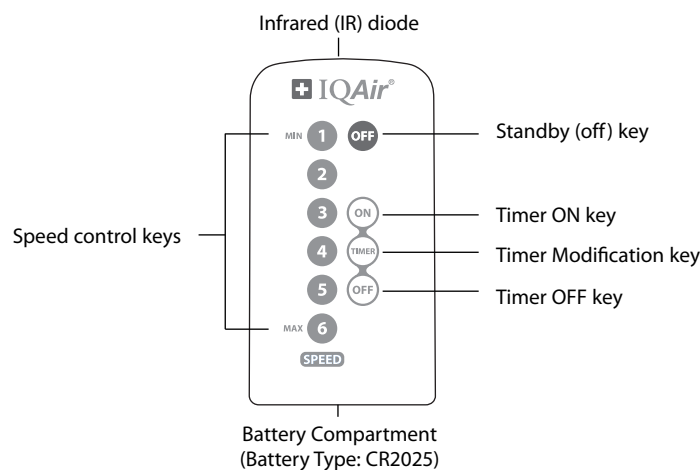 Infrared (IR) diode
IQAir®
MIN 1 OFF
Standby (off) key
2
3 ON
Timer ON key
Speed control keys
4 TIMER
Timer Modification key
5 OFF
Timer OFF key
MAX 6
SPEED
Battery Compartment
(Battery Type: CR2025)